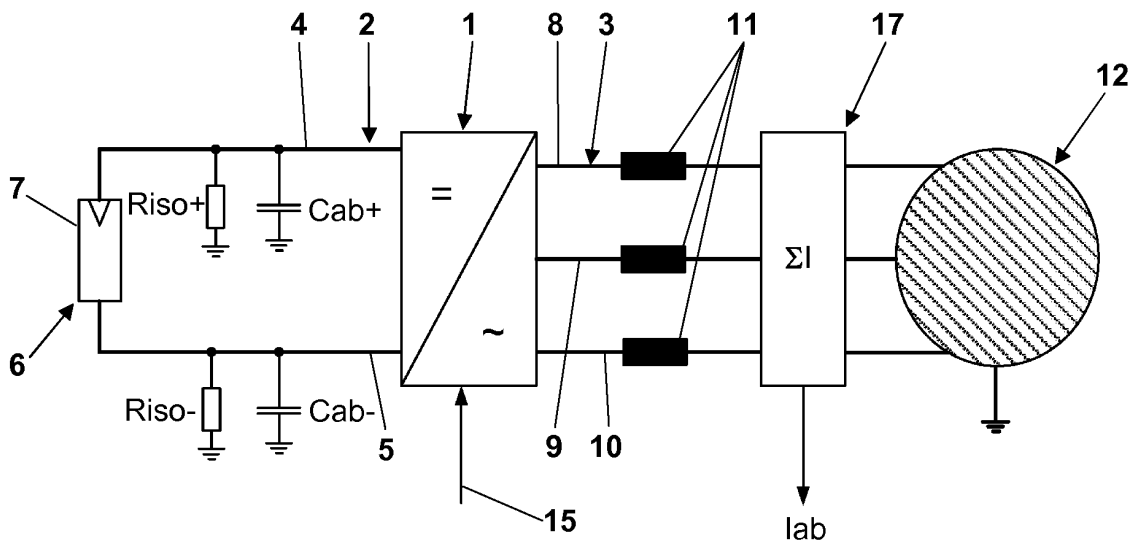 4 2 1 8 3 11 17
12
7 Riso+ Cab+ = ΣI
6 ~
Riso- Cab-
5 9 10
15 Iab